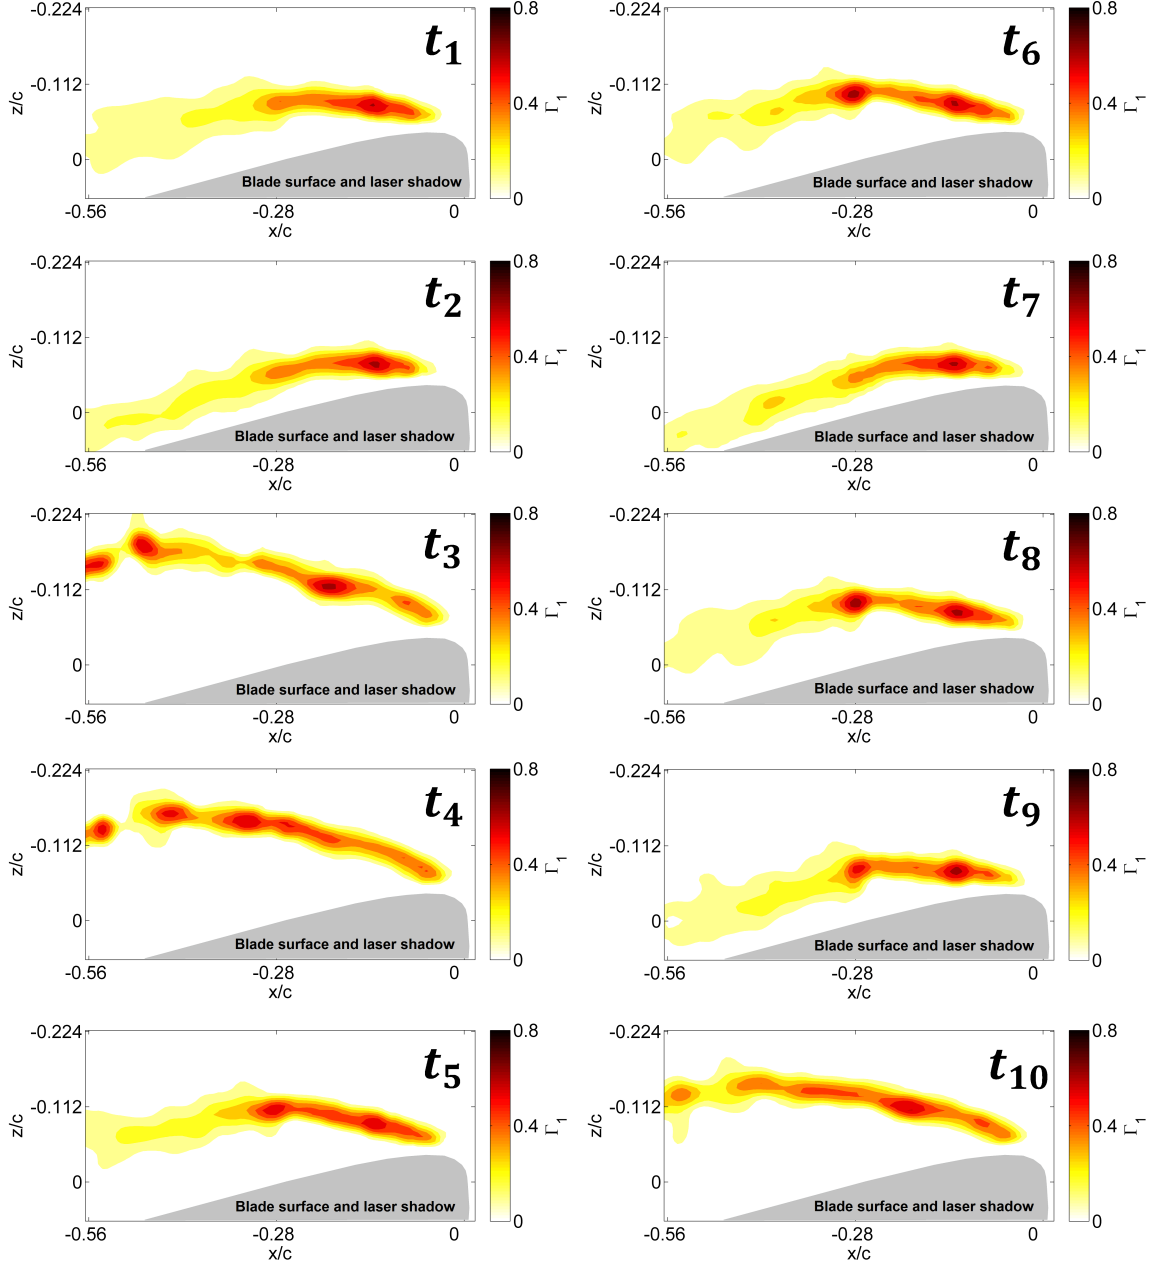 -0.224
z/c
-0.112
0
t1
Blade surface and laser shadow
-0.56
-0.28
0
x/c
0.8
0.4
0
Γ1
-0.224
z/c
-0.112
0
t6
Blade surface and laser shadow
-0.56
-0.28
0
x/c
0.8
0.4
0
Γ1
-0.224
z/c
-0.112
0
t2
Blade surface and laser shadow
-0.56
-0.28
0
x/c
0.8
0.4
0
Γ1
-0.224
z/c
-0.112
0
t7
Blade surface and laser shadow
-0.56
-0.28
0
x/c
0.8
0.4
0
Γ1
-0.224
z/c
-0.112
0
t3
Blade surface and laser shadow
-0.56
-0.28
0
x/c
0.8
0.4
0
Γ1
-0.224
z/c
-0.112
0
t8
Blade surface and laser shadow
-0.56
-0.28
0
x/c
0.8
0.4
0
Γ1
-0.224
z/c
-0.112
0
t4
Blade surface and laser shadow
-0.56
-0.28
0
x/c
0.8
0.4
0
Γ1
-0.224
z/c
-0.112
0
t9
Blade surface and laser shadow
-0.56
-0.28
0
x/c
0.8
0.4
0
Γ1
-0.224
z/c
-0.112
0
t5
Blade surface and laser shadow
-0.56
-0.28
0
x/c
0.8
0.4
0
Γ1
-0.224
z/c
-0.112
0
t10
Blade surface and laser shadow
-0.56
-0.28
0
x/c
0.8
0.4
0
Γ1